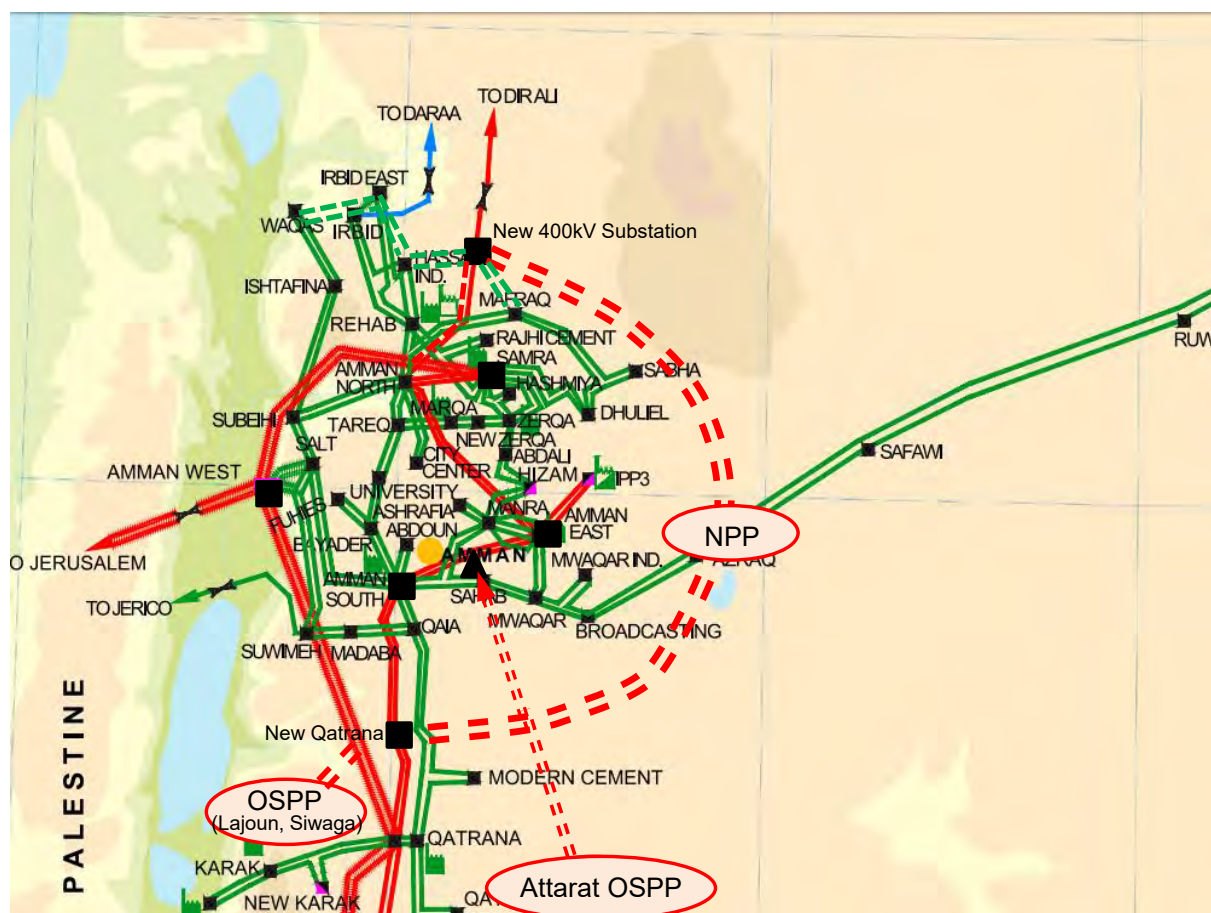 TO DIRALI
TO DARAA
IRBID EAST
WAQAS
IRBID
New 400kV Substation
HASSA
IND.
ISHTAFINA
MAFRAQ
REHAB
RAJHI CEMENT
SAMRA
AMMAN
NORTH
HASHMIYA
SABHA
RUW
SUBEIHI
MARQA
DHULIEL
TAREQ
ZERQA
NEW ZERQA
SALT
ABDALI
SAFAWI
AMMAN WEST
CITY
CENTER
HIZAM
IPP3
UNIVERSITY
FUHIES
ASHRAFIA
MANRA
AMMAN
EAST
ABDOUN
NPP
BAYADER
AMMAN
O JERUSALEM
MWAQAR IND.
AZRAQ
AMMAN
SOUTH
SAHAB
TO JERICO
MWAQAR
BROADCASTING
QAIA
SUWIMEH
MADABA
PALESTINE
New Qatrana
MODERN CEMENT
OSPP
(Lajoun, Siwaga)
QATRANA
KARAK
NEW KARAK
Attarat OSPP
QA